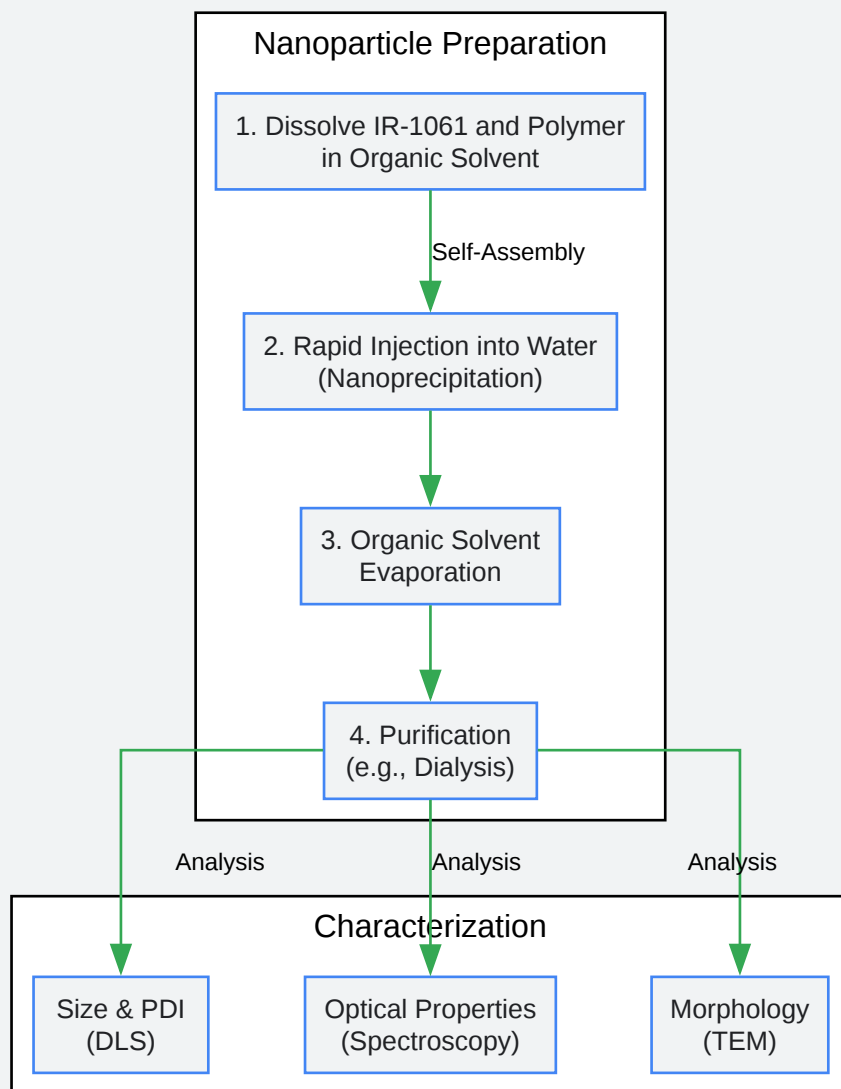 Nanoparticle Preparation
1. Dissolve IR-1061 and Polymer
in Organic Solvent
Self-Assembly
2. Rapid Injection into Water
(Nanoprecipitation)
3. Organic Solvent
Evaporation
4. Purification
(e.g., Dialysis)
Analysis
Analysis
Analysis
Characterization
Size & PDI
(DLS)
Optical Properties
(Spectroscopy)
Morphology
(TEM)